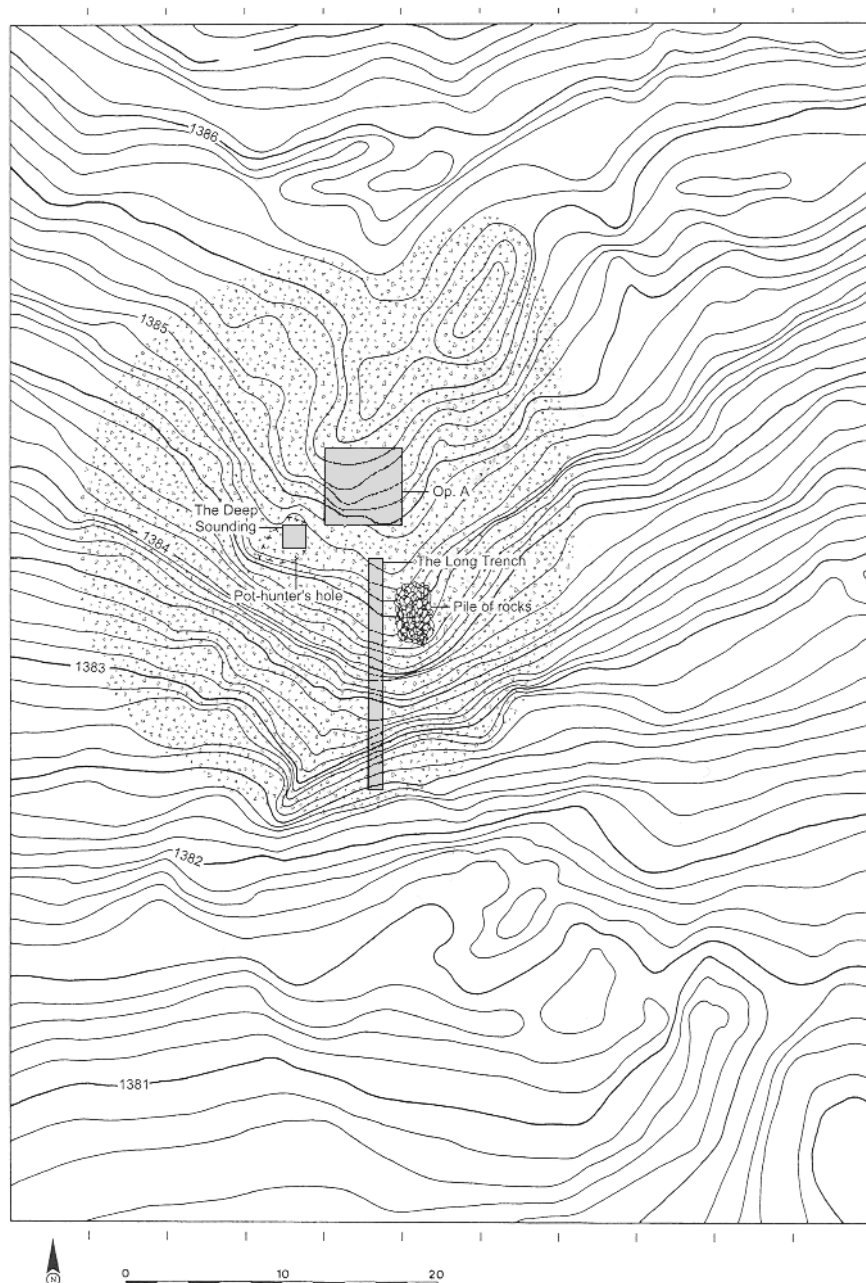 1386
1385
Op. A
The Deep
Sounding
1384
The Long Trench
Pot-hunter's hole
Pile of rocks
1383
1382
1381
N
0 10 20